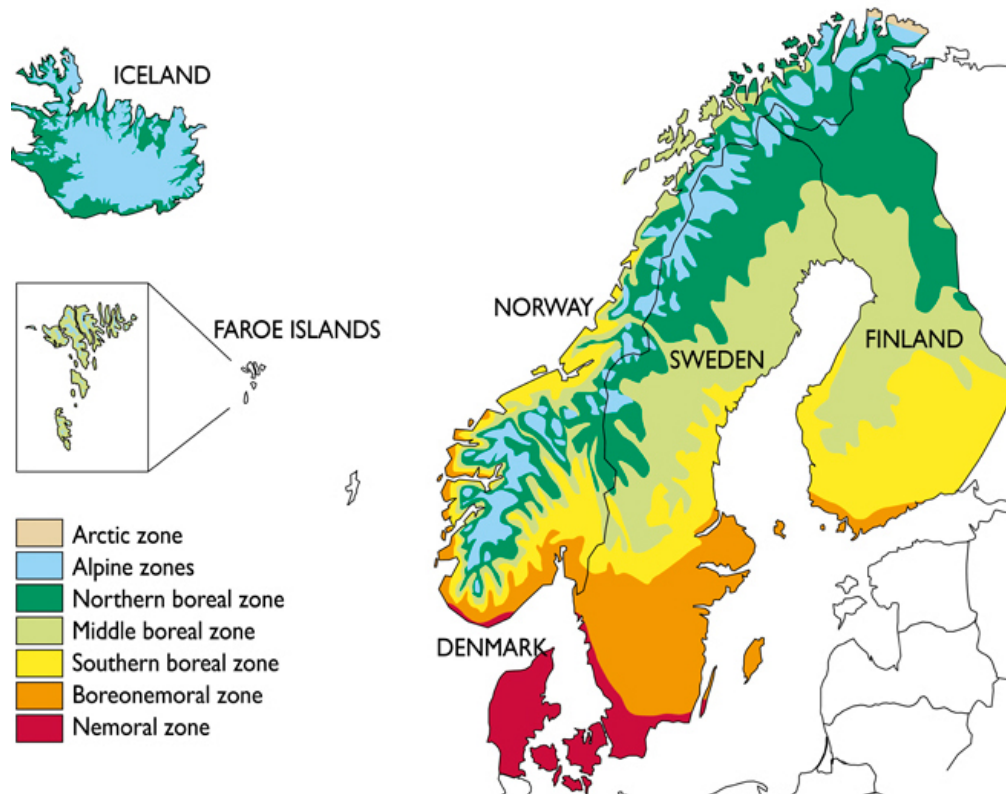 ICELAND
NORWAY
FAROE ISLANDS
SWEDEN
FINLAND
DENMARK
Arctic zone
Alpine zones
Northern boreal zone
Middle boreal zone
Southern boreal zone
Boreonemoral zone
Nemoral zone